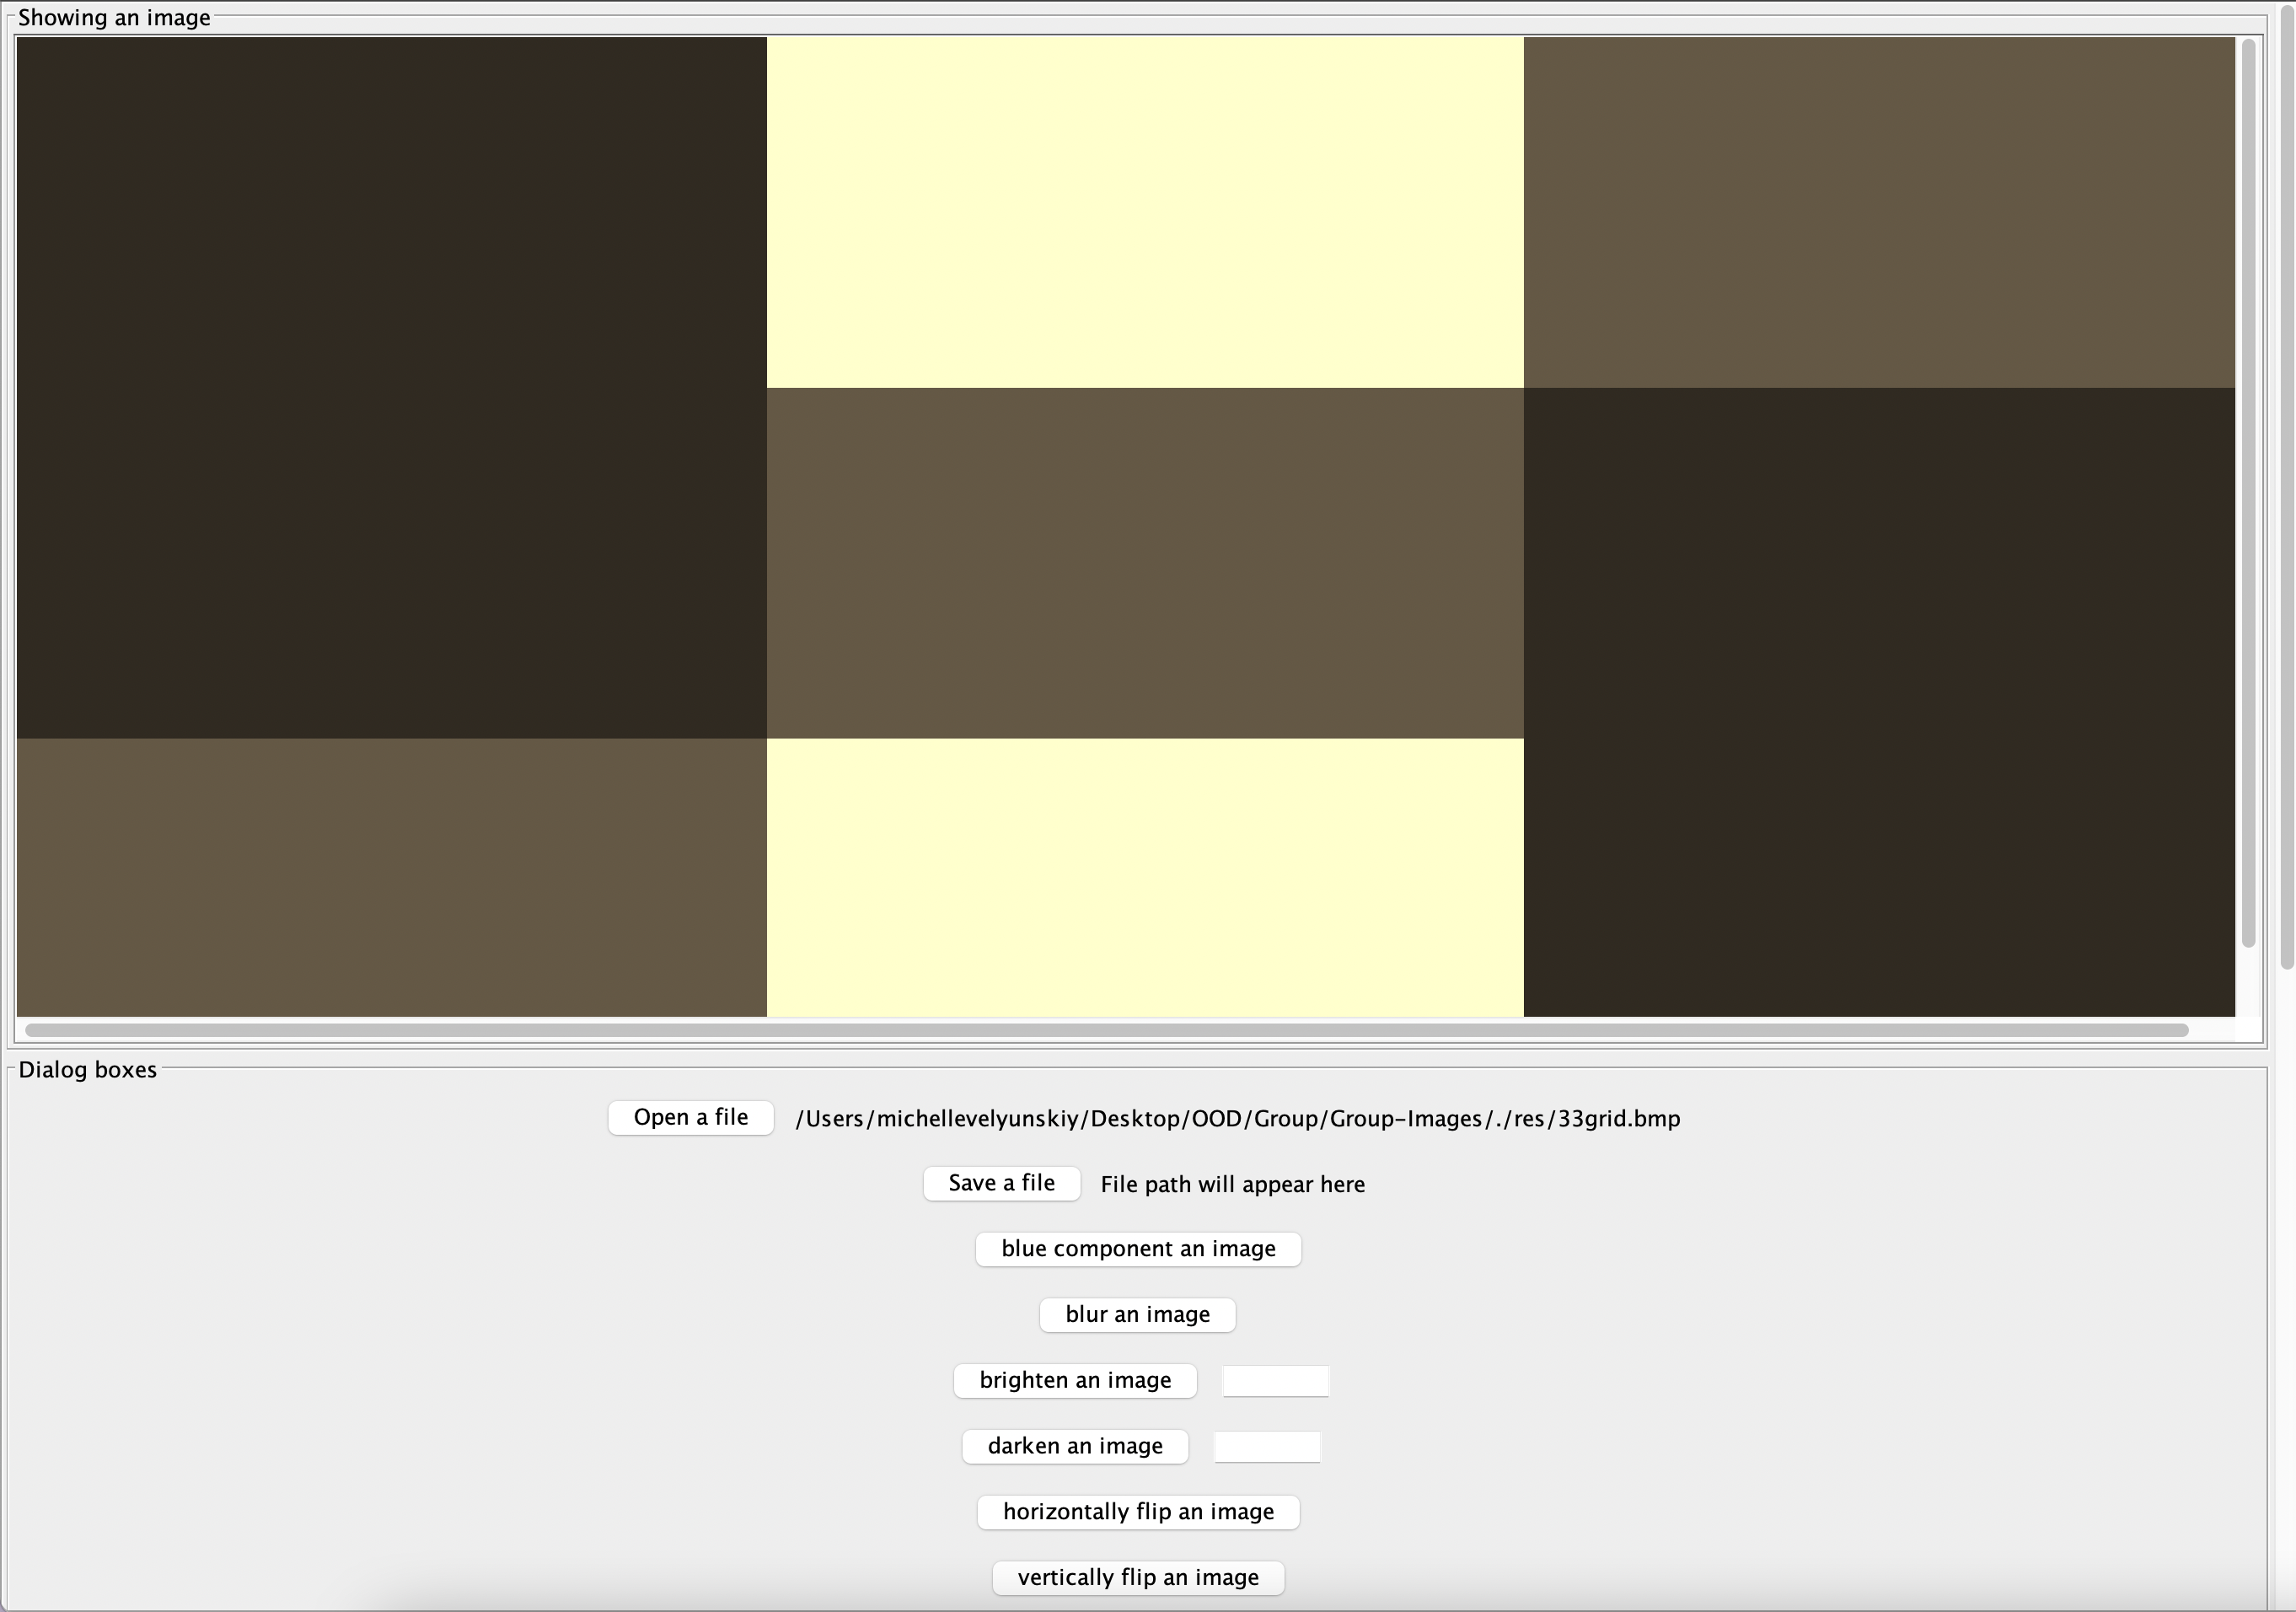 Showing an image
Dialog boxes
Open a file /Users/michellevelyunskiy/Desktop/OOD/Group/Group-Images/./res/33grid.bmp
Save a file File path will appear here
blue component an image
blur an image
brighten an image
darken an image
horizontally flip an image
vertically flip an image